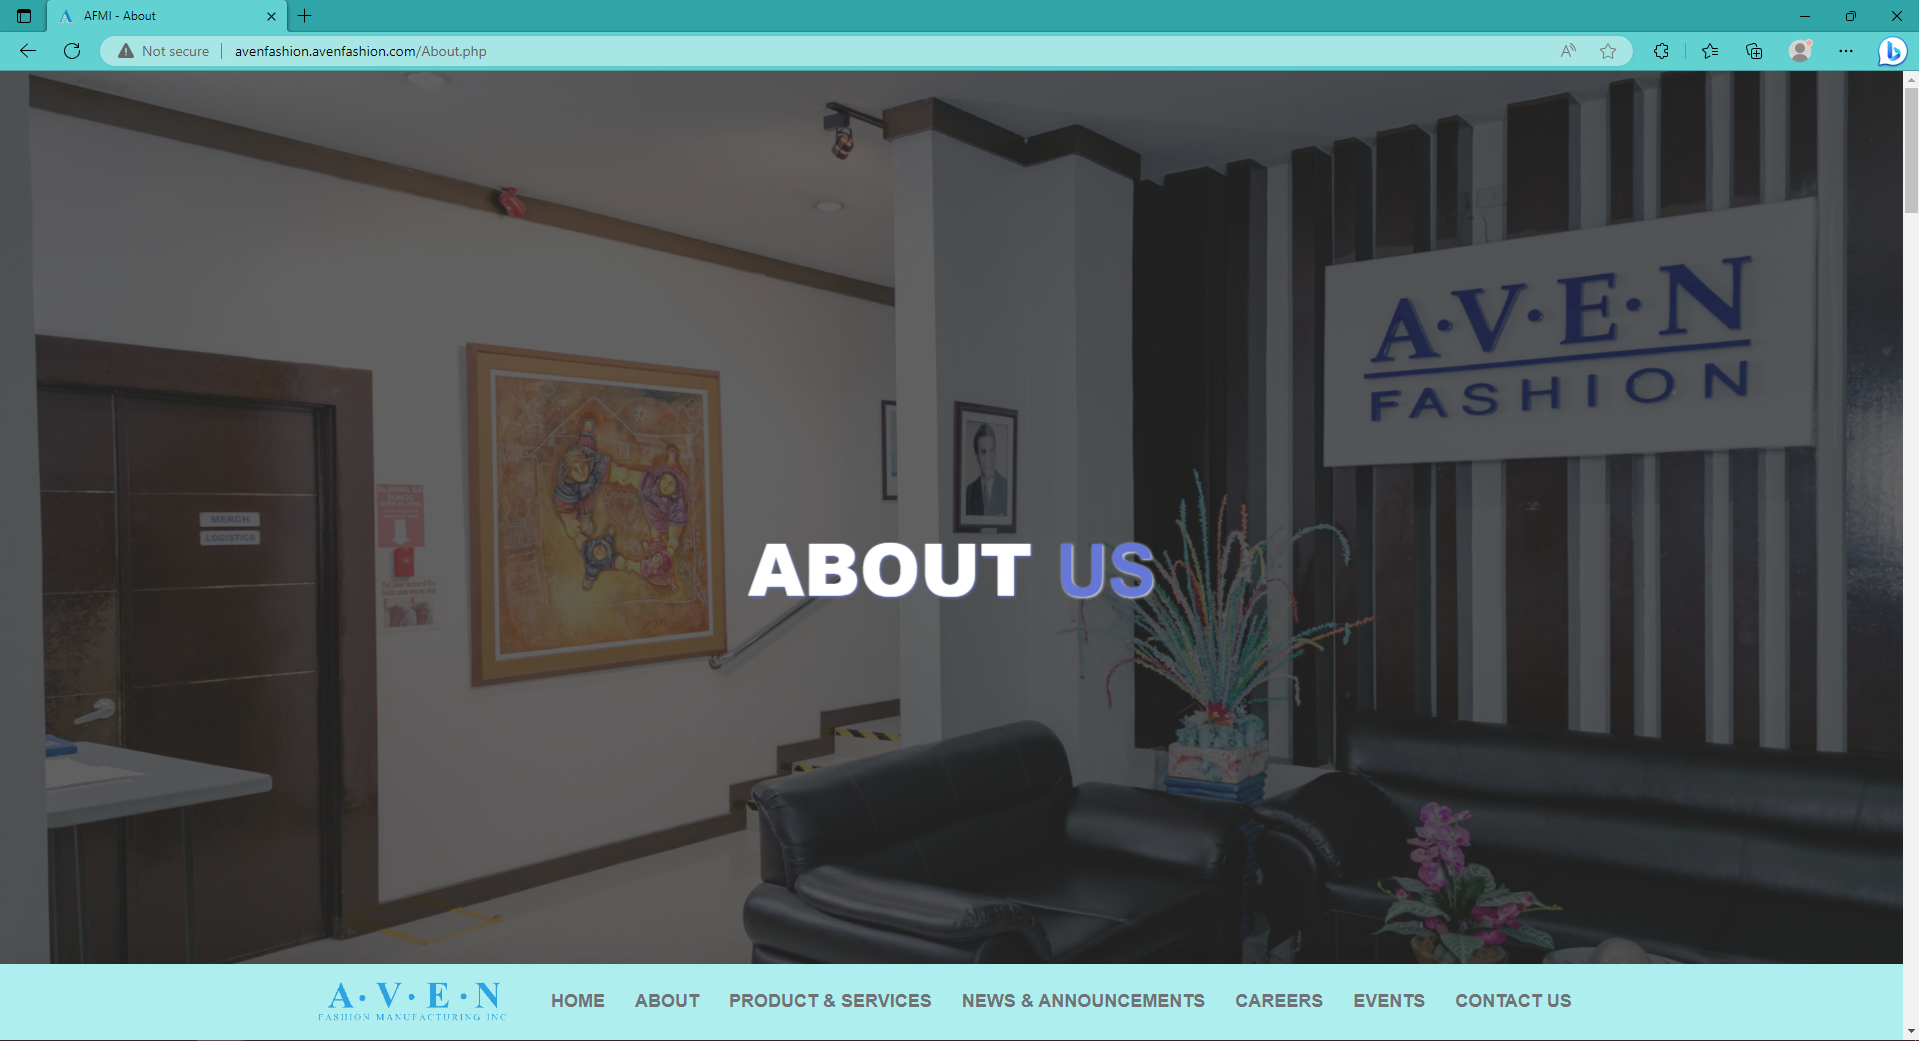 AFMI - About
Not secure
avenfashion.avenfashion.com/About.php
A·V·E·N
FASHION
MERCH
LOGISTICS
ABOUT US
A·V·E·N
FASHION MANUFACTURING INC
HOME
ABOUT
PRODUCT & SERVICES
NEWS & ANNOUNCEMENTS
CAREERS
EVENTS
CONTACT US